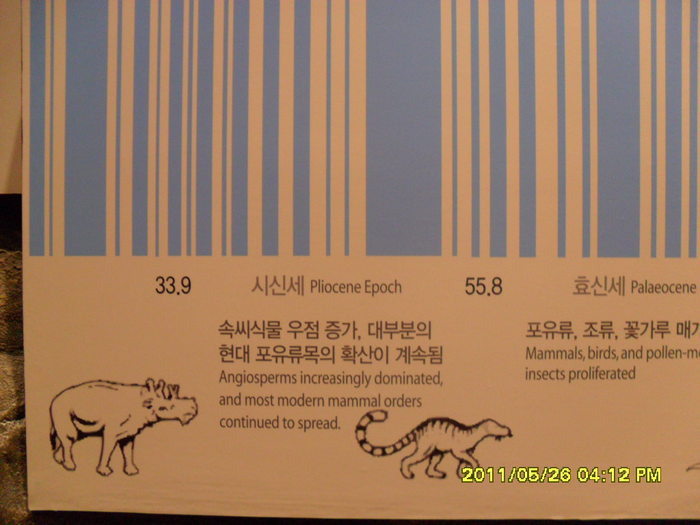 33.9
시신세 Pliocene Epoch
속씨식물 우점 증가, 대부분의
현대 포유류목의 확산이 계속됨
Angiosperms increasingly dominated,
and most modern mammal orders
continued to spread.
55.8
효신세 Palaeocene
포유류, 조류, 꽃가루 매
Mammals, birds, and pollen-m
insects proliferated
2011/05/26 04:12 PM